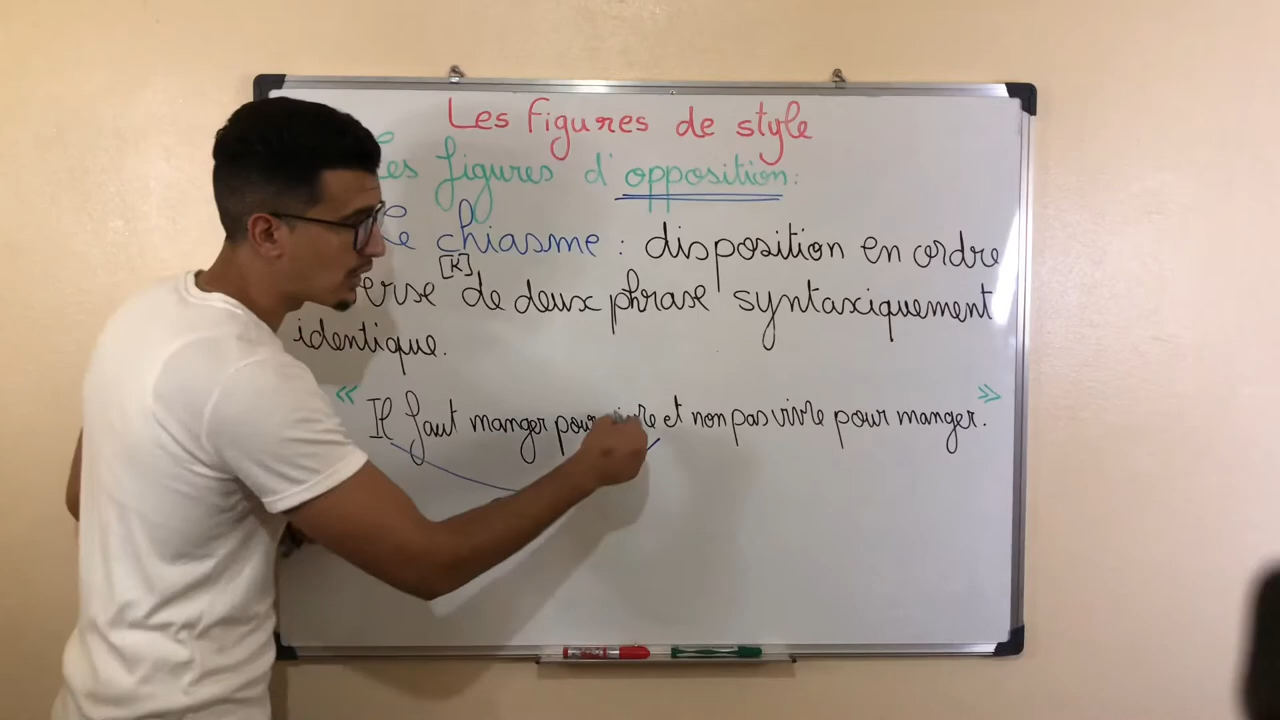 Les figures de style
Les figures d'opposition:
Le chiasme : disposition en ordre
[K]
erse de deux phrase syntaxiquement
identique.
« Il faut manger pour vivre et non pas vivre pour manger. »